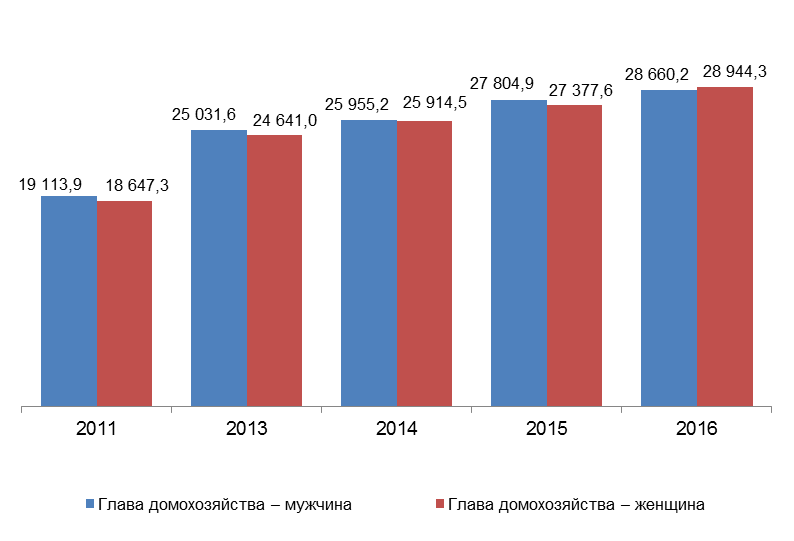 28 660,2 28 944,3
27 804,9 27 377,6
25 955,2 25 914,5
25 031,6 24 641,0
19 113,9 18 647,3
2011 2013 2014 2015 2016
Глава домохозяйства – мужчина Глава домохозяйства – женщина